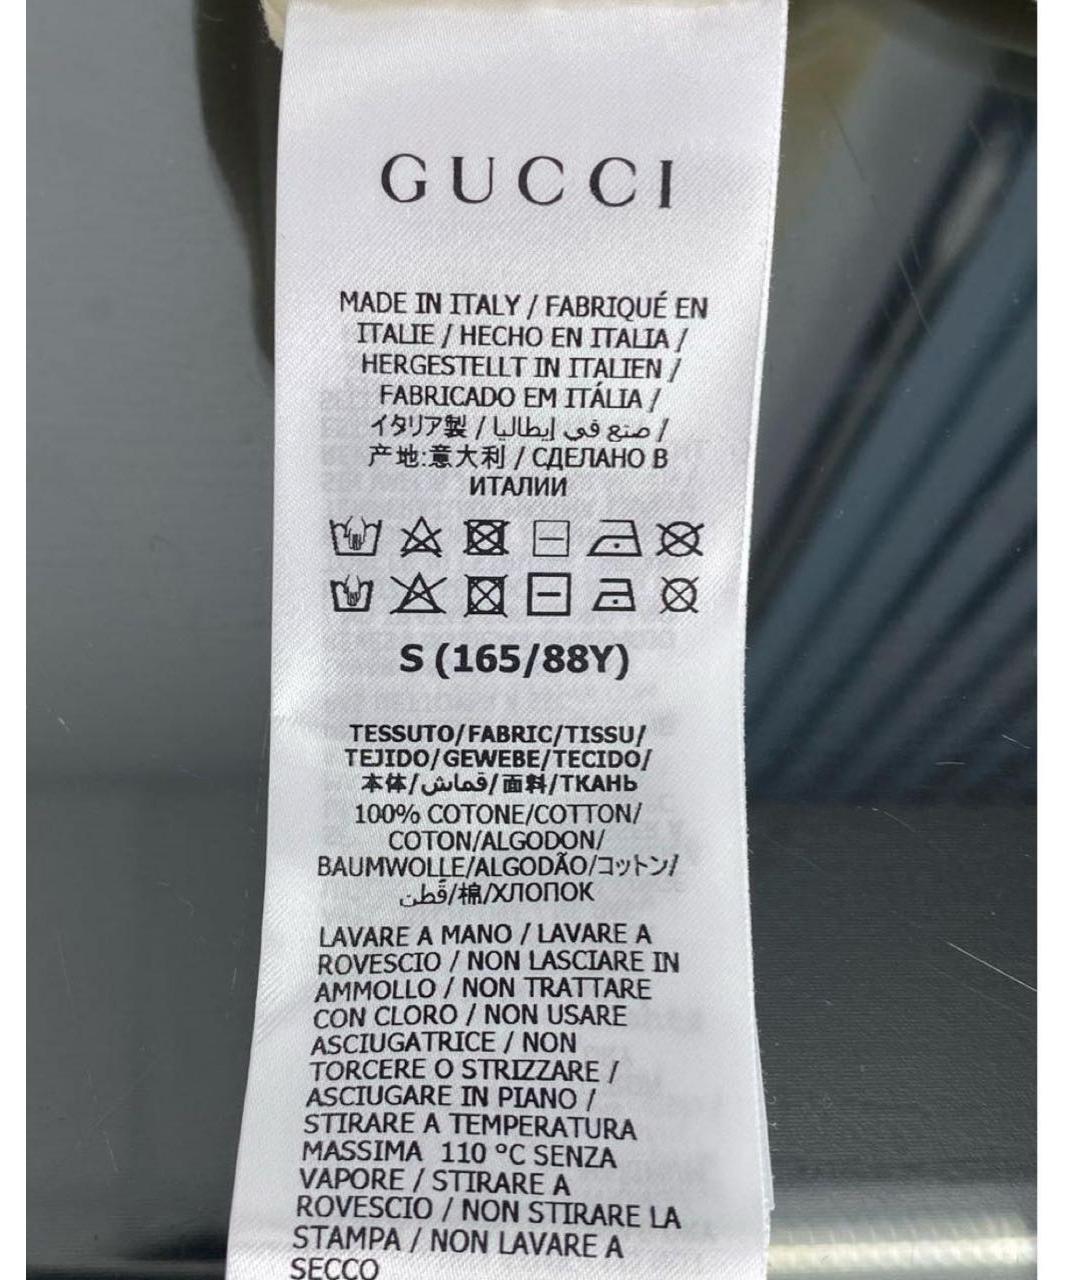 GUCCI
MADE IN ITALY / FABRIQUÉ EN
ITALIE / HECHO EN ITALIA /
HERGESTELLT IN ITALIEN /
FABRICADO EM ITÁLIA /
イタリア製 / صنع في إيطاليا /
产地:意大利 / СДЕЛАНО В
ИТАЛИИ
S (165/88Y)
TESSUTO/FABRIC/TISSU/
TEJIDO/GEWEBE/TECIDO/
本体/قماش/面料/ТКАНЬ
100% COTONE/COTTON/
COTON/ALGODON/
BAUMWOLLE/ALGODÃO/コットン/
قُطن/棉/ХЛОПОК
LAVARE A MANO / LAVARE A
ROVESCIO / NON LASCIARE IN
AMMOLLO / NON TRATTARE
CON CLORO / NON USARE
ASCIUGATRICE / NON
TORCERE O STRIZZARE /
ASCIUGARE IN PIANO /
STIRARE A TEMPERATURA
MASSIMA 110 °C SENZA
VAPORE / STIRARE A
ROVESCIO / NON STIRARE LA
STAMPA / NON LAVARE A
SECCO